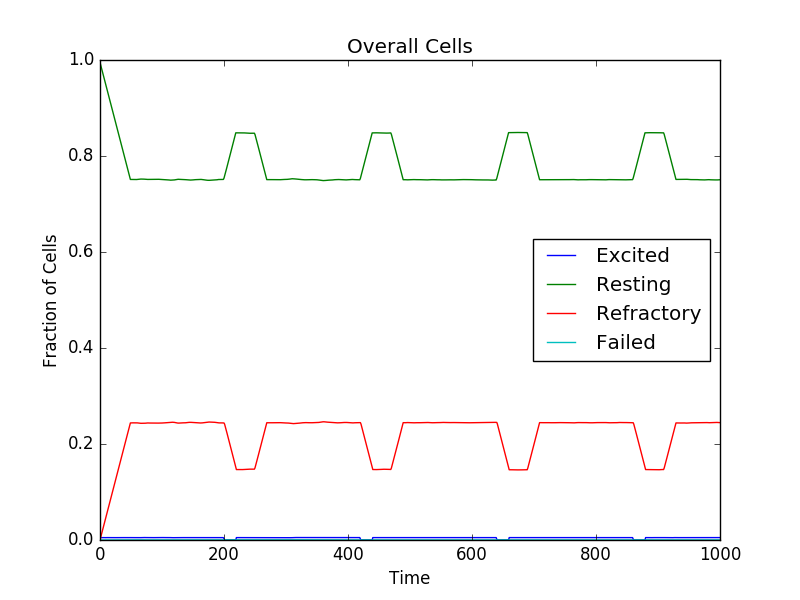 Overall Cells
1.0
0.8
0.6
0.4
0.2
0.0
Fraction of Cells
Excited
Resting
Refractory
Failed
0 200 400 600 800 1000
Time